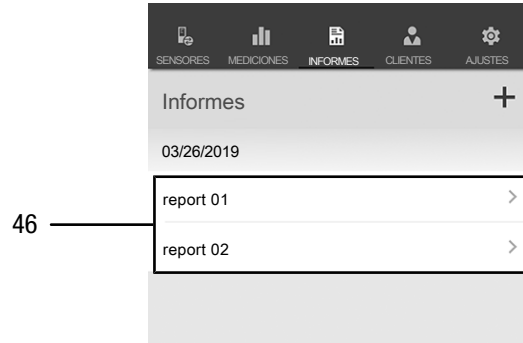 SENSORES MEDICIONES INFORMES CLIENTES AJUSTES
Informes +
03/26/2019
report 01 >
46
report 02 >